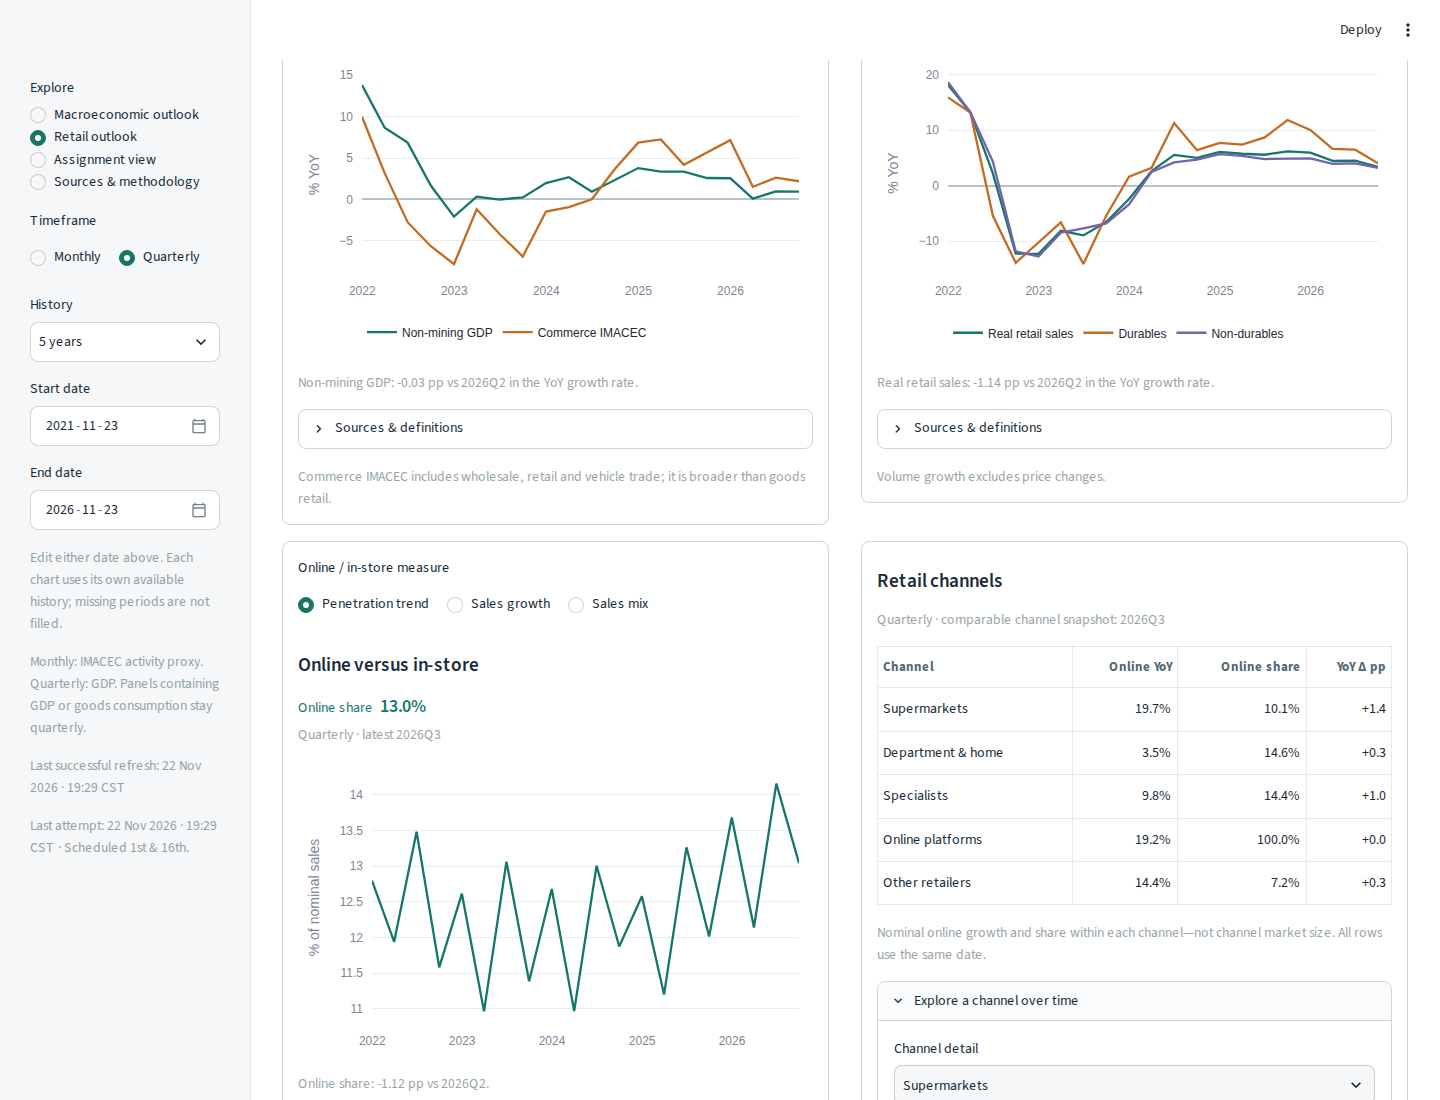 Deploy
Explore
Macroeconomic outlook
Retail outlook
Assignment view
Sources & methodology
Timeframe
Monthly
Quarterly
History
5 years
Start date
2021-11-23
End date
2026-11-23
Edit either date above. Each
chart uses its own available
history; missing periods are not
filled.
Monthly: IMACEC activity proxy.
Quarterly: GDP. Panels containing
GDP or goods consumption stay
quarterly.
Last successful refresh: 22 Nov
2026 · 19:29 CST
Last attempt: 22 Nov 2026 · 19:29
CST · Scheduled 1st & 16th.
15
10
5
0
−5
% YoY
2022 2023 2024 2025 2026
Non-mining GDP Commerce IMACEC
Non-mining GDP: -0.03 pp vs 2026Q2 in the YoY growth rate.
Sources & definitions
Commerce IMACEC includes wholesale, retail and vehicle trade; it is broader than goods
retail.
20
10
0
−10
% YoY
2022 2023 2024 2025 2026
Real retail sales Durables Non-durables
Real retail sales: -1.14 pp vs 2026Q2 in the YoY growth rate.
Sources & definitions
Volume growth excludes price changes.
Online / in-store measure
Penetration trend Sales growth Sales mix
Online versus in-store
Online share 13.0%
Quarterly · latest 2026Q3
14
13.5
13
12.5
12
11.5
11
% of nominal sales
2022 2023 2024 2025 2026
Online share: -1.12 pp vs 2026Q2.
Retail channels
Quarterly · comparable channel snapshot: 2026Q3
Channel Online YoY Online share YoY Δ pp
Supermarkets 19.7% 10.1% +1.4
Department & home 3.5% 14.6% +0.3
Specialists 9.8% 14.4% +1.0
Online platforms 19.2% 100.0% +0.0
Other retailers 14.4% 7.2% +0.3
Nominal online growth and share within each channel—not channel market size. All rows
use the same date.
Explore a channel over time
Channel detail
Supermarkets